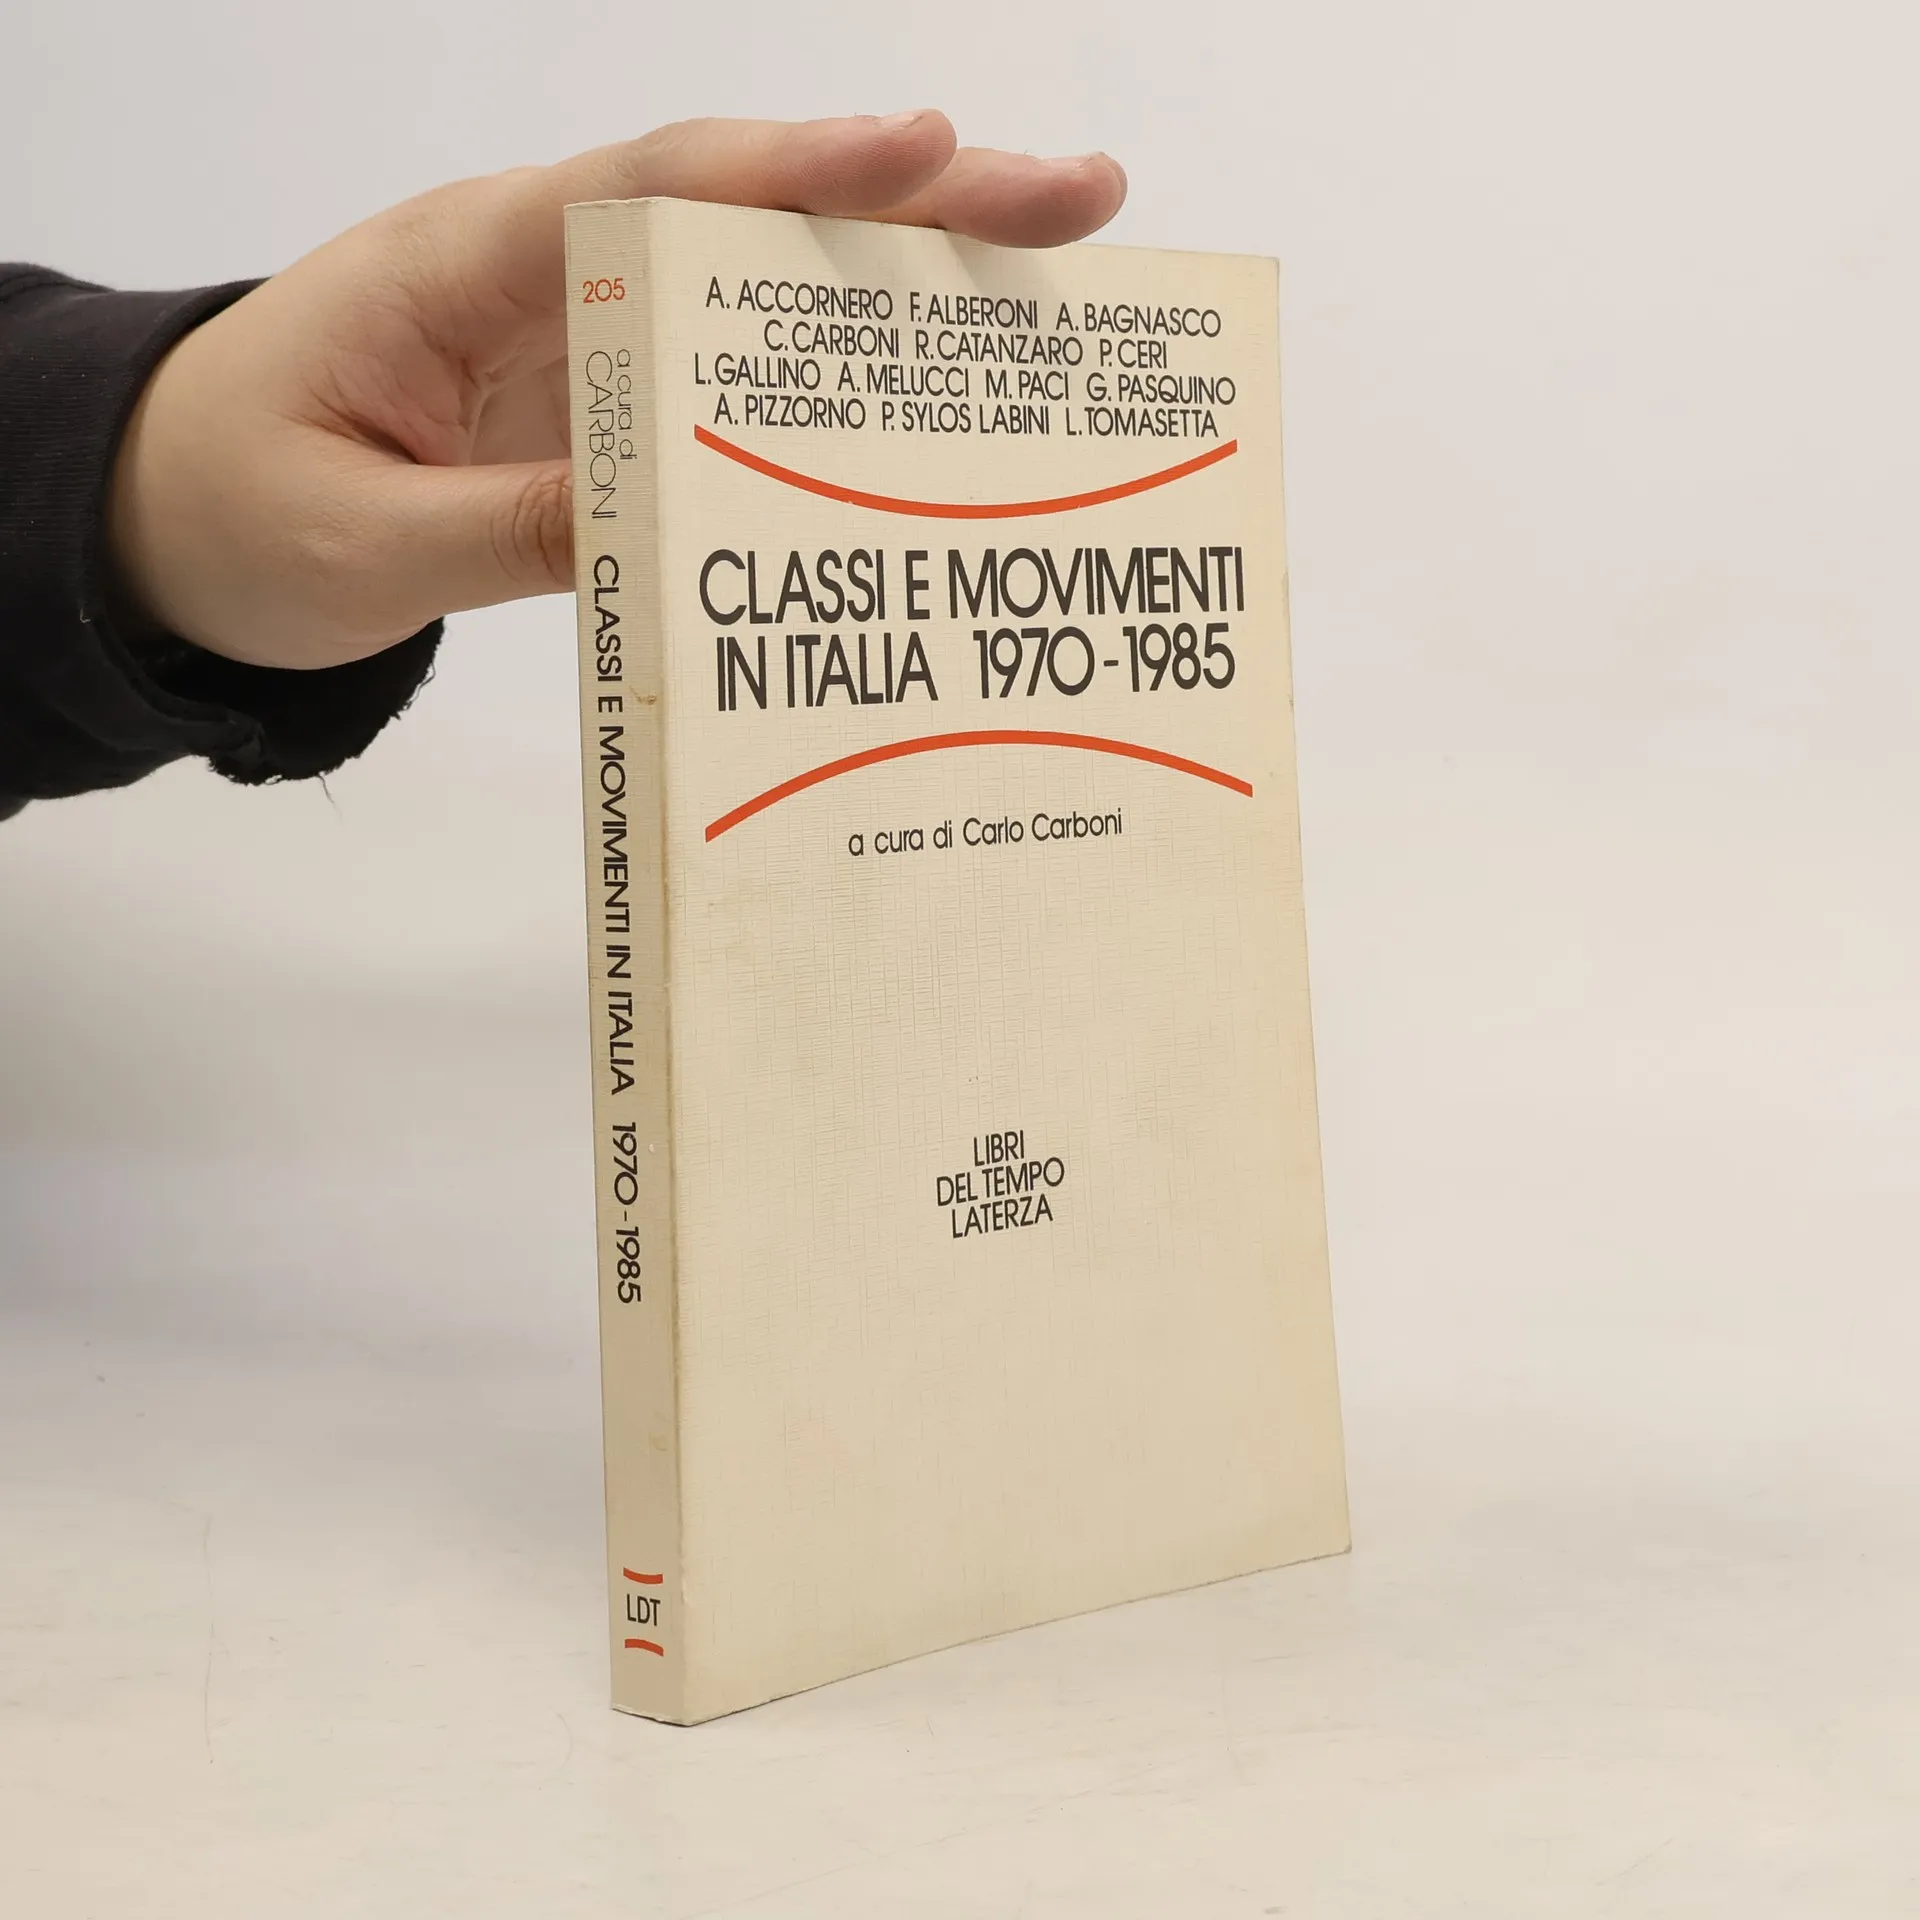 205
a cura di
CARBONI
CLASSI E MOVIMENTI IN ITALIA 1970-1985
LDT
A. ACCORNERO F. ALBERONI A. BAGNASCO
C. CARBONI R. CATANZARO P. CERI
L. GALLINO A. MELUCCI M. PACI G. PASQUINO
A. PIZZORNO P. SYLOS LABINI L. TOMASETTA
CLASSI E MOVIMENTI
IN ITALIA 1970-1985
a cura di Carlo Carboni
LIBRI
DEL TEMPO
LATERZA